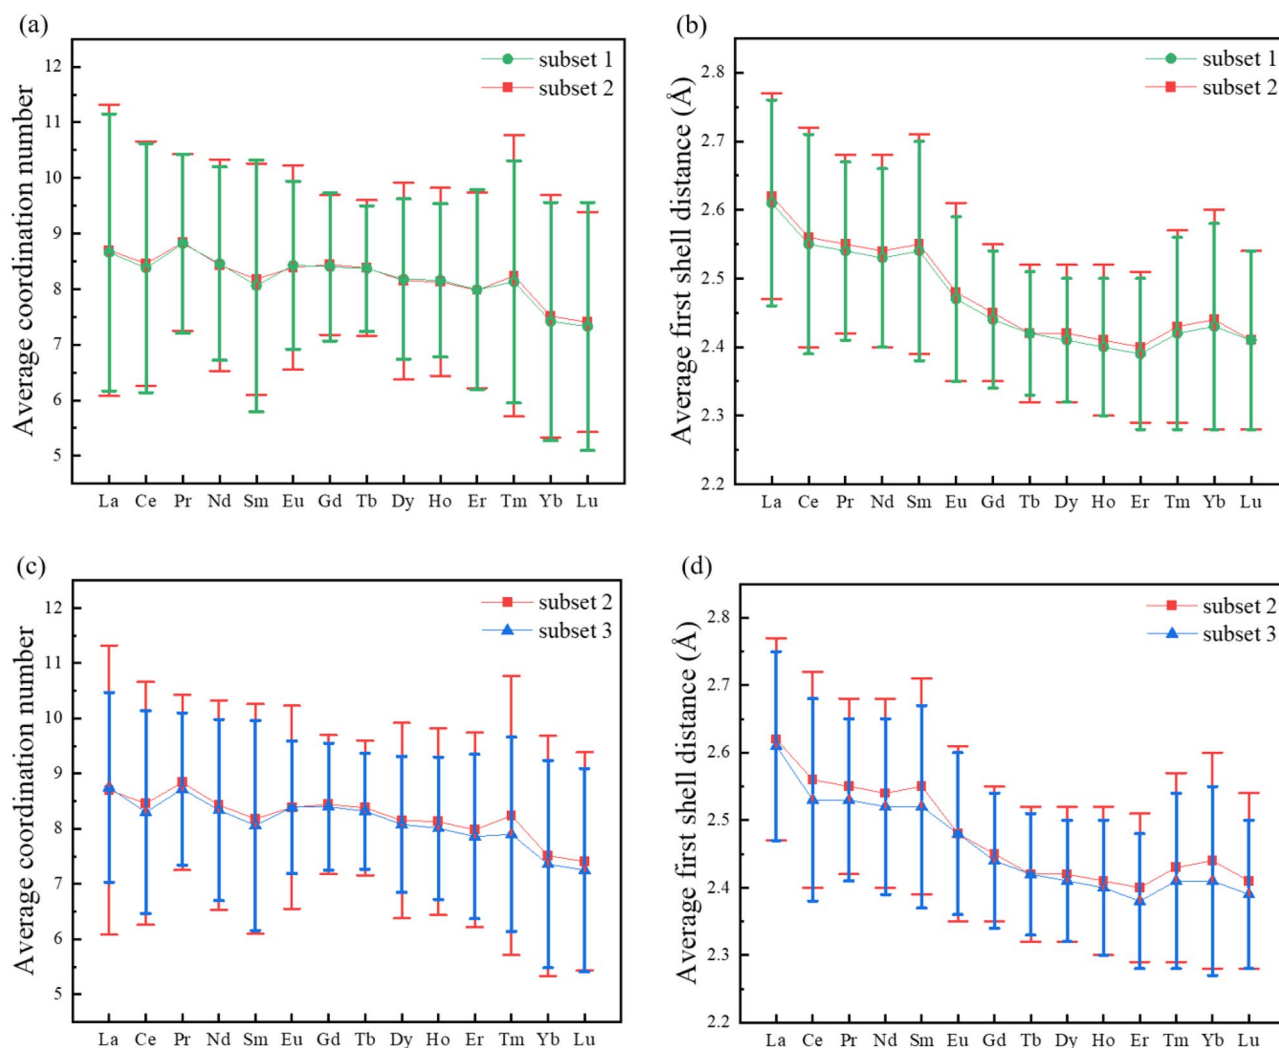 (a)
Average coordination number
12
11
10
9
8
7
6
5
subset 1
subset 2
La Ce Pr Nd Sm Eu Gd Tb Dy Ho Er Tm Yb Lu
(b)
Average first shell distance (Å)
2.8
2.7
2.6
2.5
2.4
2.3
2.2
subset 1
subset 2
La Ce Pr Nd Sm Eu Gd Tb Dy Ho Er Tm Yb Lu
(c)
Average coordination number
12
11
10
9
8
7
6
5
subset 2
subset 3
La Ce Pr Nd Sm Eu Gd Tb Dy Ho Er Tm Yb Lu
(d)
Average first shell distance (Å)
2.8
2.7
2.6
2.5
2.4
2.3
2.2
subset 2
subset 3
La Ce Pr Nd Sm Eu Gd Tb Dy Ho Er Tm Yb Lu